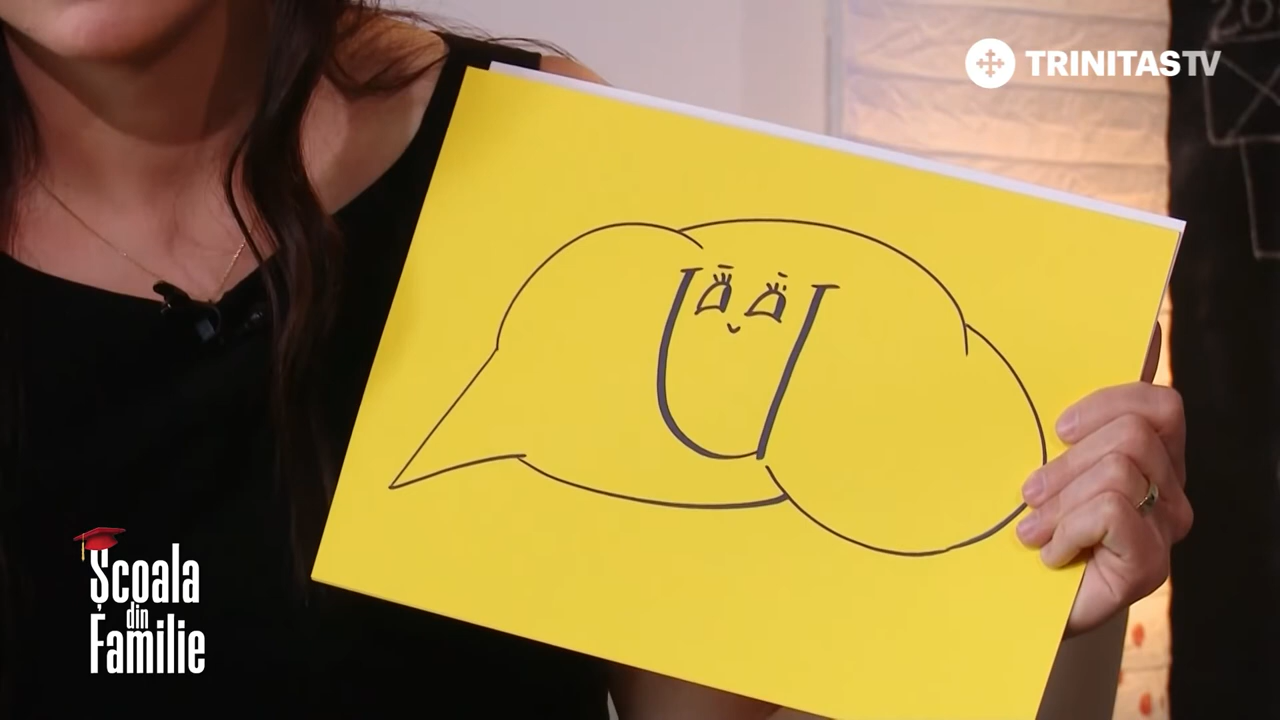 TRINITAS TV
U
Școala
din
Familie